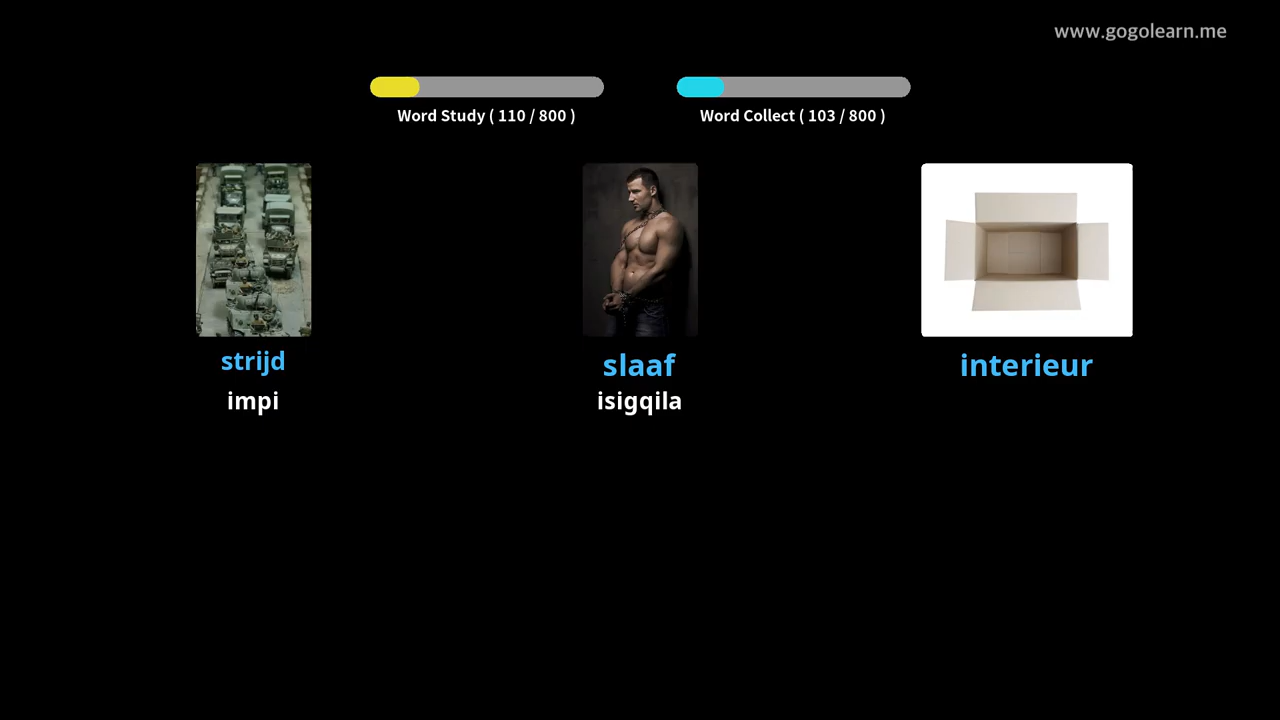 www.gogolearn.me
Word Study ( 110 / 800 )
Word Collect ( 103 / 800 )
strijd
impi
slaaf
isigqila
interieur